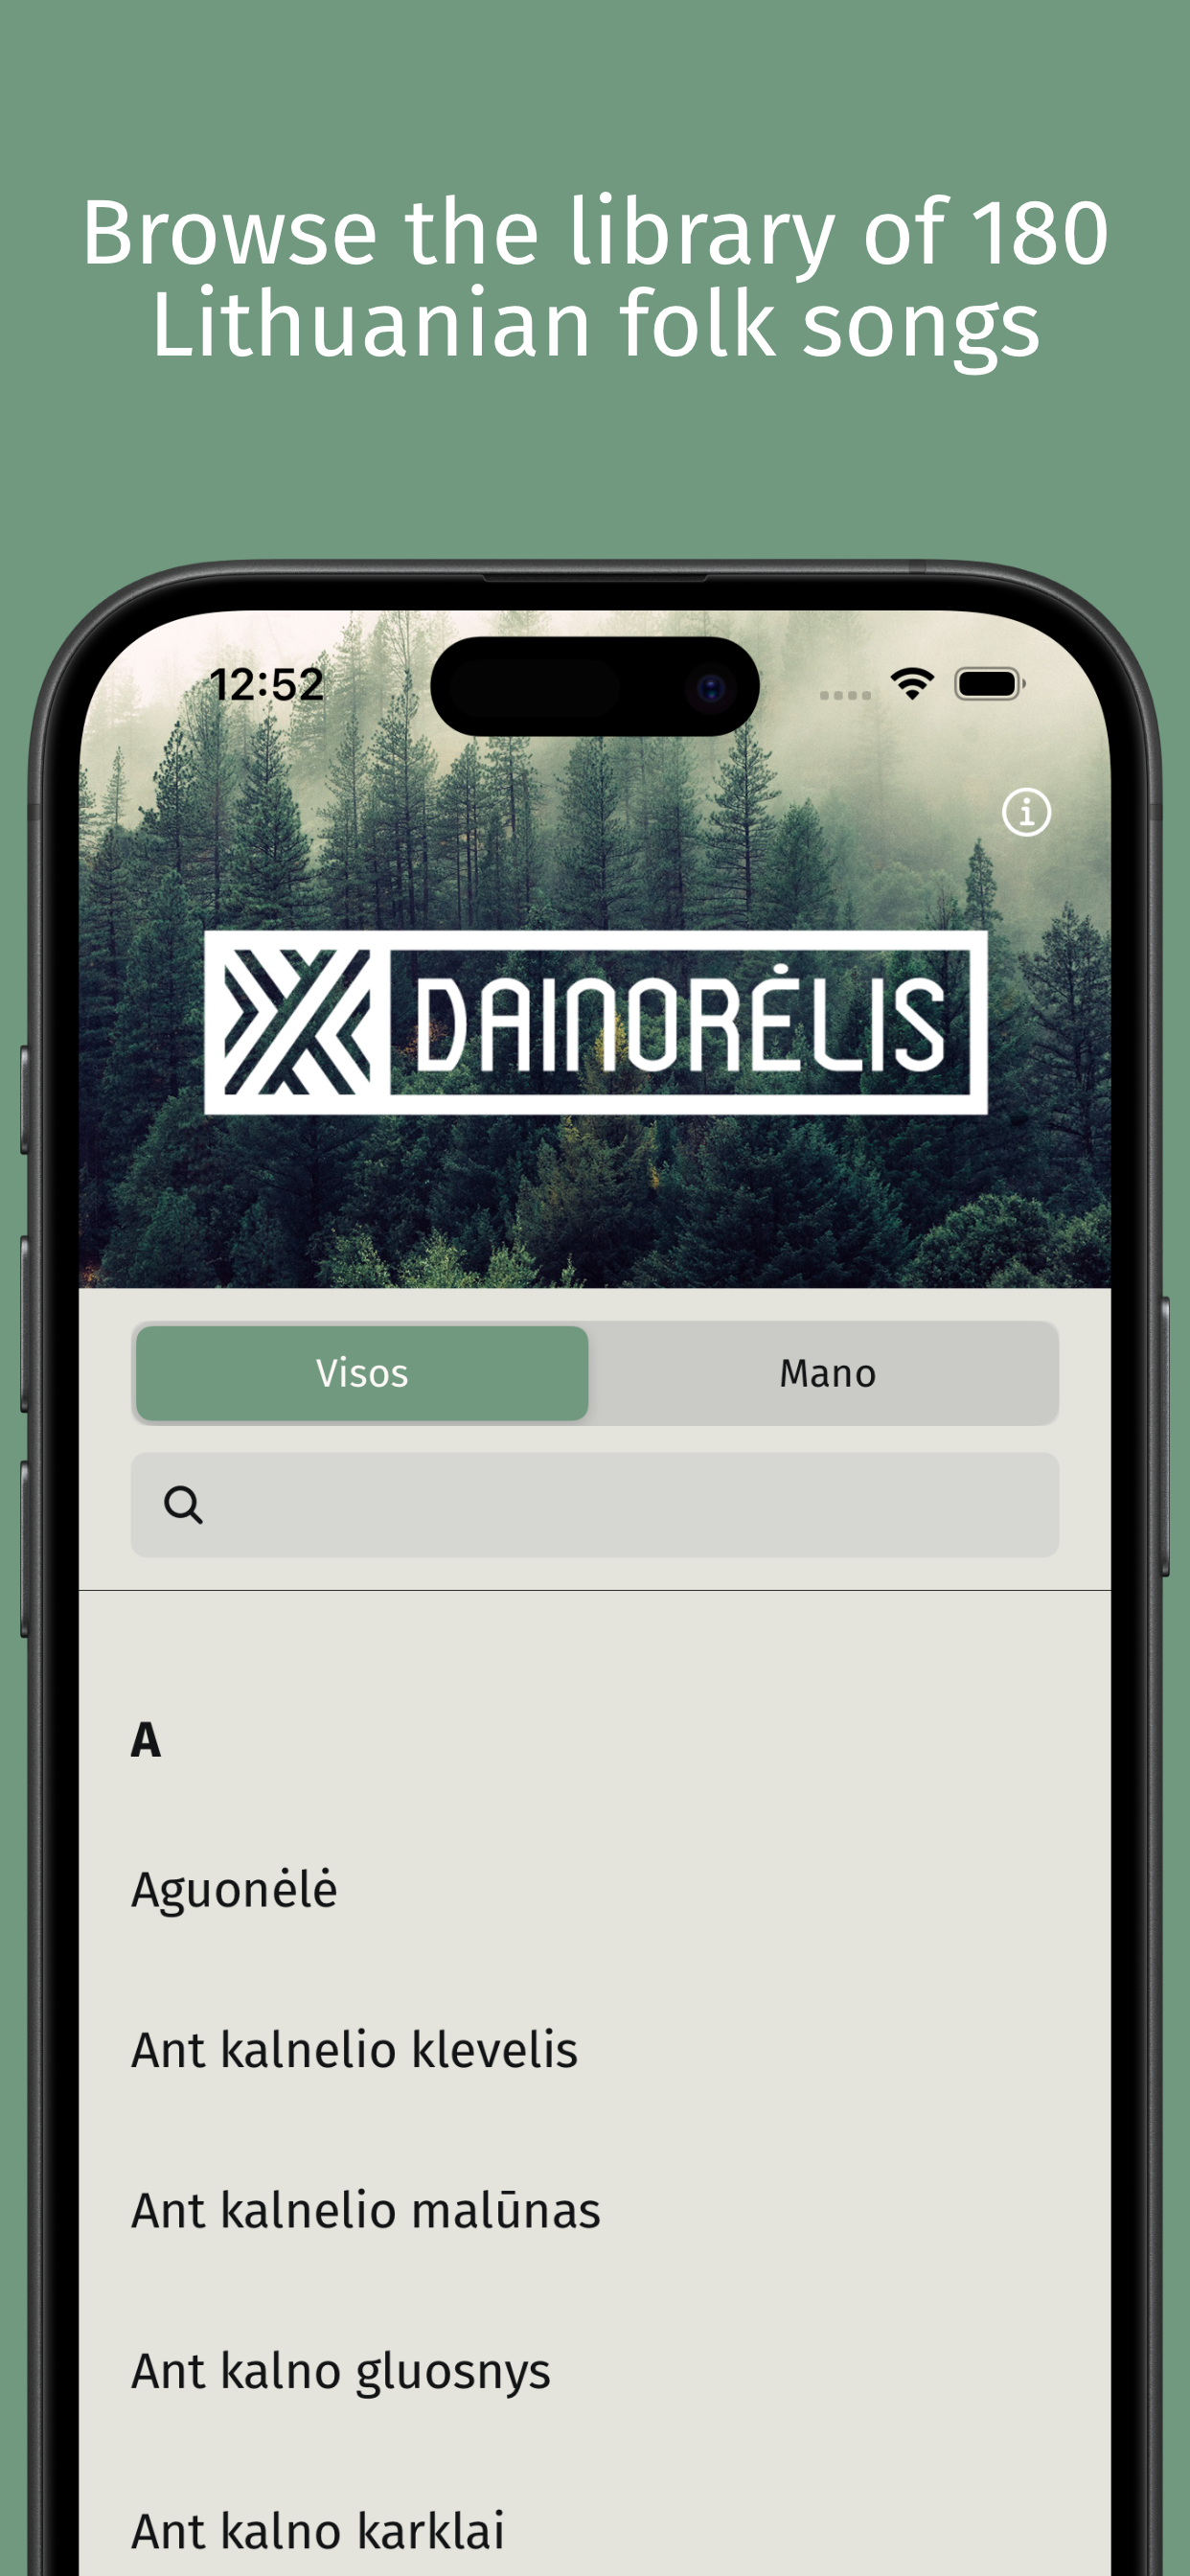 Browse the library of 180
Lithuanian folk songs
12:52
DAINORĖLIS
Visos
Mano
A
Aguonėlė
Ant kalnelio klevelis
Ant kalnelio malūnas
Ant kalno gluosnys
Ant kalno karklai